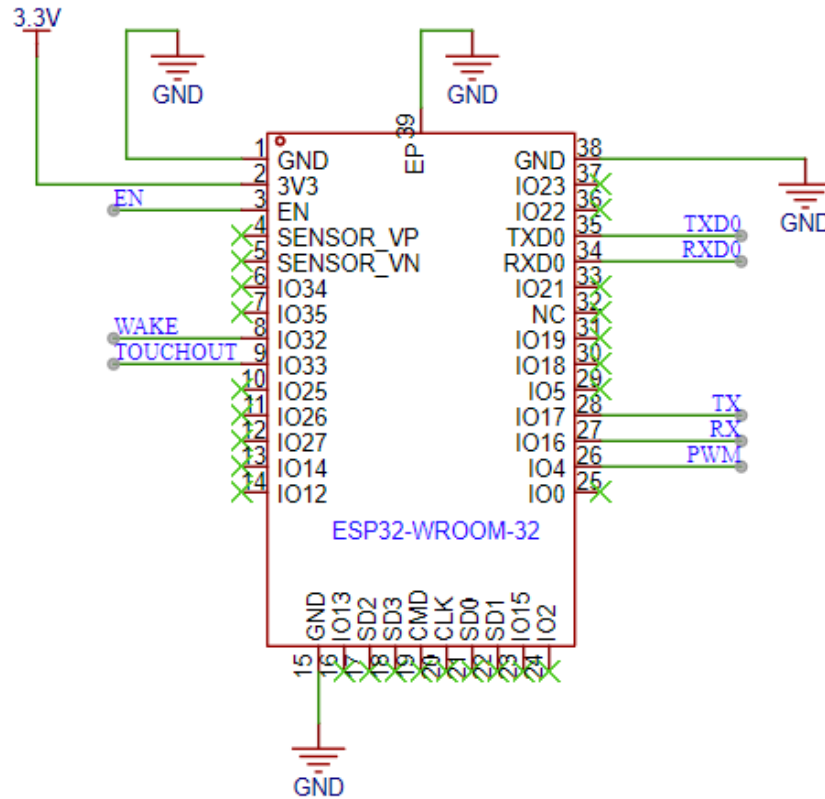 3.3V
GND
GND
39
EP
1 GND
GND 38
2 3V3
IO23 37
EN
3 EN
IO22 36
GND
4 SENSOR_VP
TXD0 35
TXD0
5 SENSOR_VN
RXD0 34
RXD0
6 IO34
IO21 33
7 IO35
NC 32
WAKE
8 IO32
IO19 31
TOUCHOUT
9 IO33
IO18 30
10 IO25
IO5 29
11 IO26
IO17 28
TX
12 IO27
IO16 27
RX
13 IO14
IO4 26
PWM
14 IO12
IO0 25
ESP32-WROOM-32
GND IO13 SD2 SD3 CMD CLK SD0 SD1 IO15 IO2
15 16 17 18 19 20 21 22 23 24
GND